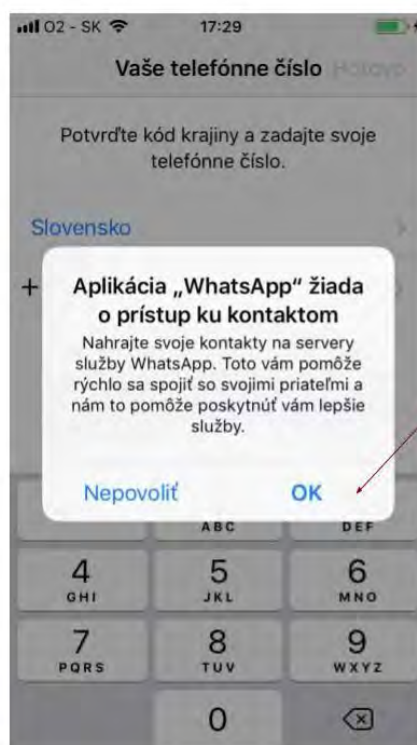 O2 - SK 17:29
Vaše telefónne číslo Hotovo
Potvrďte kód krajiny a zadajte svoje
telefónne číslo.
Slovensko
+
Aplikácia „WhatsApp“ žiada
o prístup ku kontaktom
Nahrajte svoje kontakty na servery
služby WhatsApp. Toto vám pomôže
rýchlo sa spojiť so svojimi priateľmi a
nám to pomôže poskytnúť vám lepšie
služby.
Nepovoliť OK
ABC DEF
4 5 6
GHI JKL MNO
7 8 9
PQRS TUV WXYZ
0